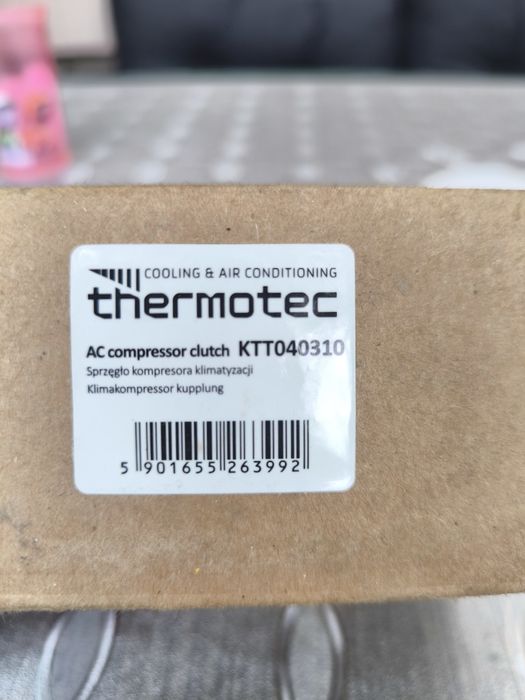 COOLING & AIR CONDITIONING
thermotec
AC compressor clutch KTT040310
Sprzęgło kompresora klimatyzacji
Klimakompressor kupplung
5 901655 263992